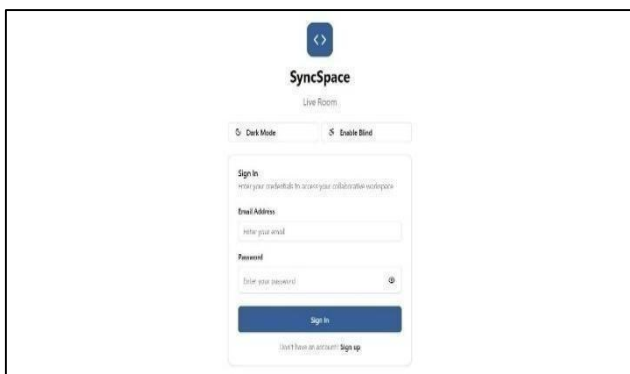 SyncSpace
Live Room
Dark Mode
Enable Blind
Sign In
Enter your credentials to access your collaborative workspace
Email Address
Enter your email
Password
Enter your password
Sign In
Don't have an account? Sign up